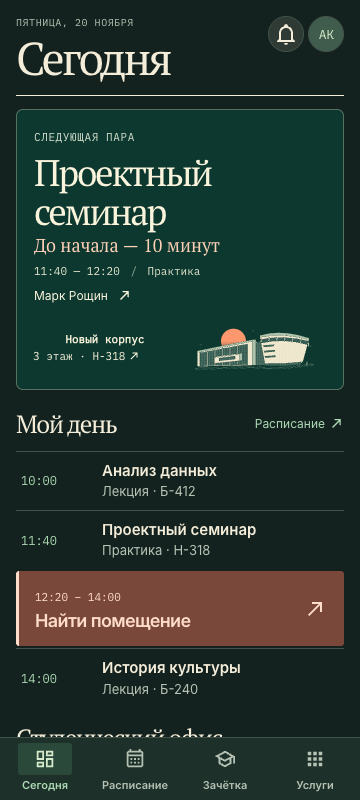 ПЯТНИЦА, 20 НОЯБРЯ
Сегодня
АК
СЛЕДУЮЩАЯ ПАРА
Проектный
семинар
До начала — 10 минут
11:40 — 12:20 / Практика
Марк Рощин ↗
Новый корпус
3 этаж · Н-318 ↗
Мой день
Расписание ↗
10:00
Анализ данных
Лекция · Б-412
11:40
Проектный семинар
Практика · Н-318
12:20 – 14:00
Найти помещение
14:00
История культуры
Лекция · Б-240
Студенческий офис
Сегодня
Расписание
Зачётка
Услуги